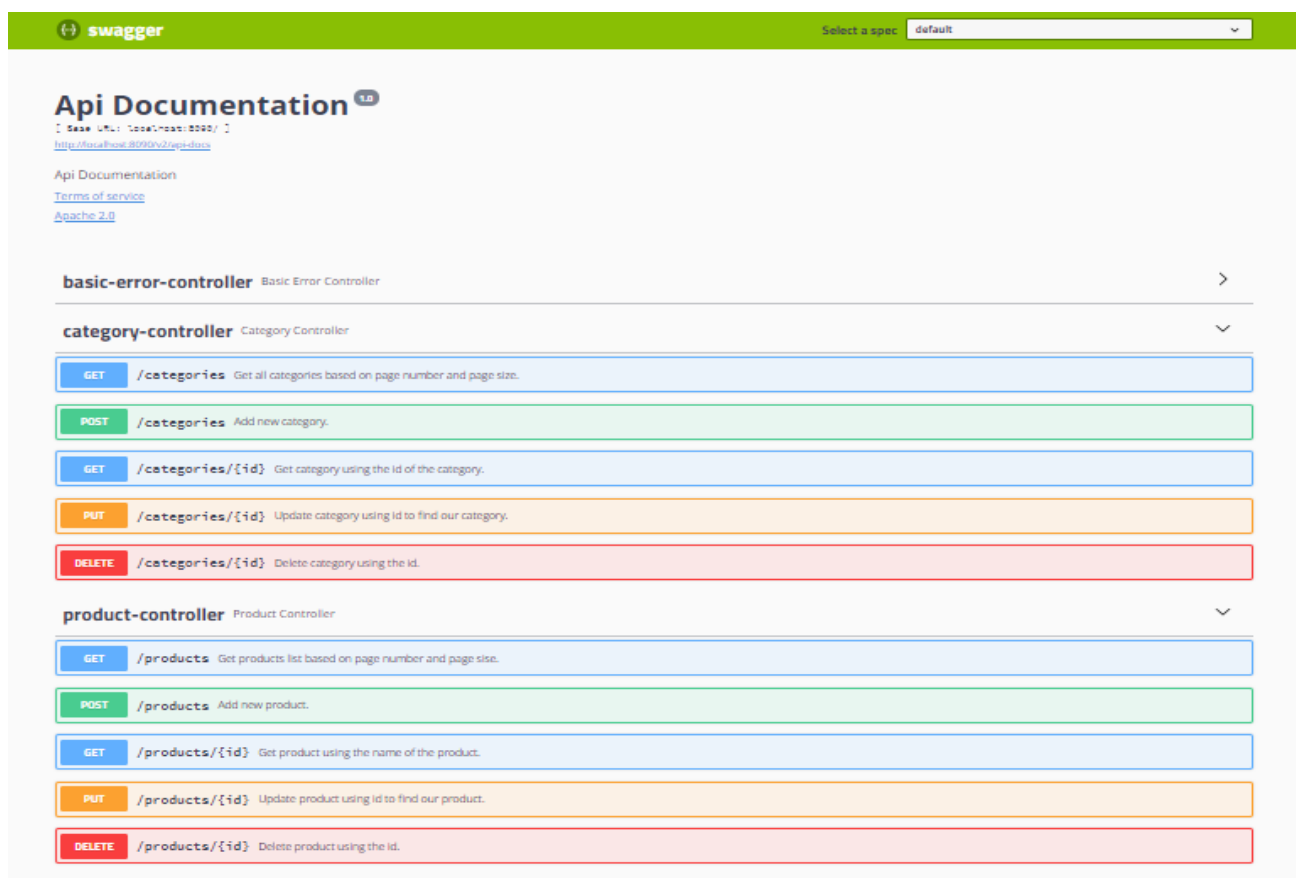 swagger Select a spec default
Api Documentation 1.0
[ Base URL: localhost:8090/ ]
http://localhost:8090/v2/api-docs
Api Documentation
Terms of service
Apache 2.0
basic-error-controller Basic Error Controller
category-controller Category Controller
GET /categories Get all categories based on page number and page size.
POST /categories Add new category.
GET /categories/{id} Get category using the id of the category.
PUT /categories/{id} Update category using id to find our category.
DELETE /categories/{id} Delete category using the id.
product-controller Product Controller
GET /products Get products list based on page number and page sise.
POST /products Add new product.
GET /products/{id} Get product using the name of the product.
PUT /products/{id} Update product using id to find our product.
DELETE /products/{id} Delete product using the id.